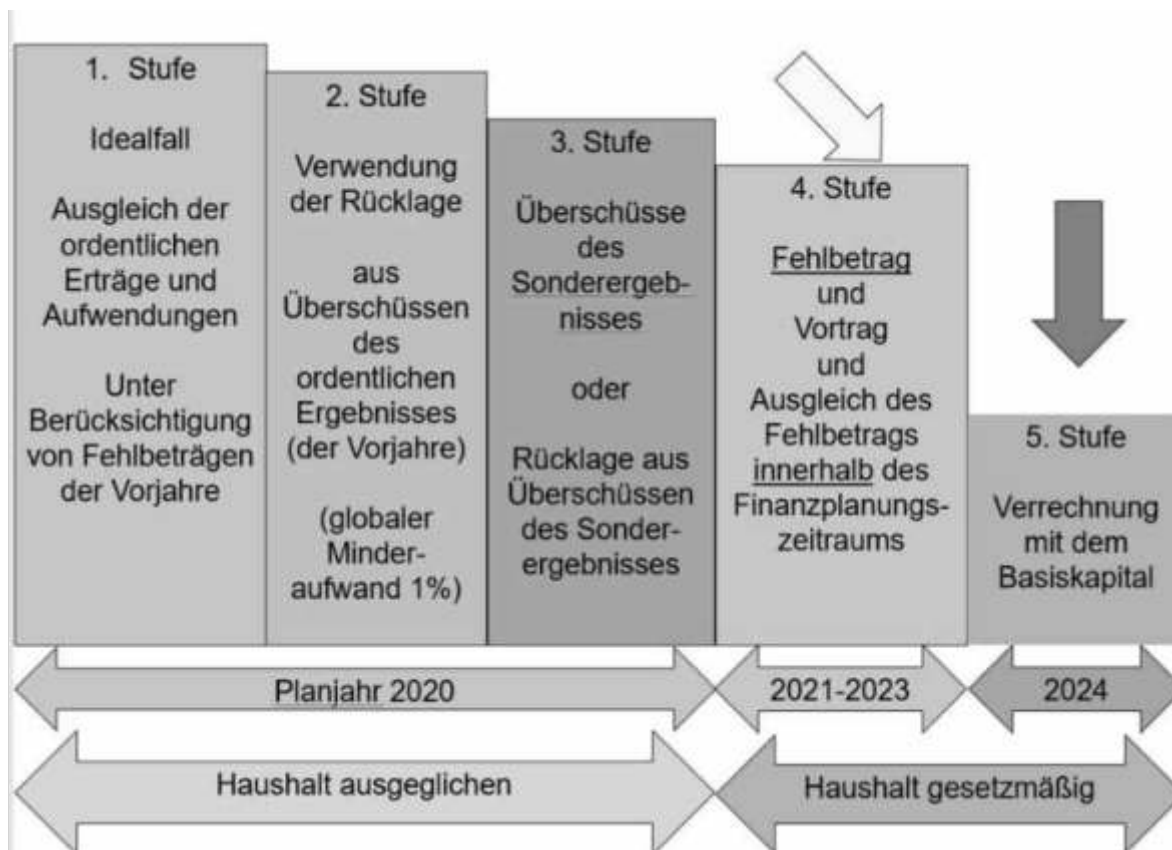 1. Stufe
Idealfall
Ausgleich der
ordentlichen
Erträge und
Aufwendungen
Unter
Berücksichtigung
von Fehlbeträgen
der Vorjahre
2. Stufe
Verwendung
der Rücklage
aus
Überschüssen
des
ordentlichen
Ergebnisses
(der Vorjahre)
(globaler
Minder-
aufwand 1%)
3. Stufe
Überschüsse
des
Sonderergeb-
nisses
oder
Rücklage aus
Überschüssen
des Sonder-
ergebnisses
4. Stufe
Fehlbetrag
und
Vortrag
und
Ausgleich des
Fehlbetrags
innerhalb des
Finanzplanungs-
zeitraums
5. Stufe
Verrechnung
mit dem
Basiskapital
Planjahr 2020
2021-2023
2024
Haushalt ausgeglichen
Haushalt gesetzmäßig